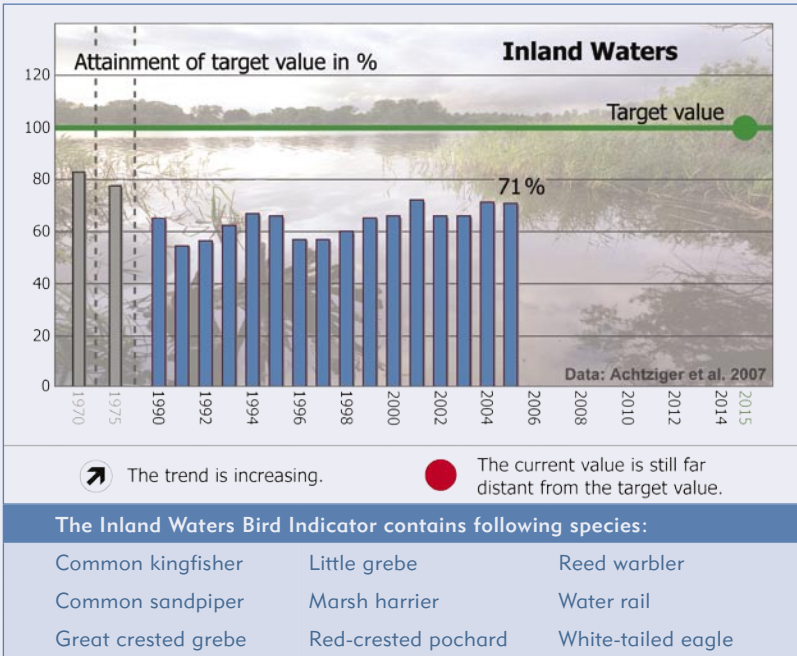 Inland Waters
Attainment of target value in %
120
100
80
60
40
20
0
Target value
71 %
Data: Achtziger et al. 2007
1970
1975
1990
1992
1994
1996
1998
2000
2002
2004
2006
2008
2010
2012
2014
2015
The trend is increasing.
The current value is still far
distant from the target value.
The Inland Waters Bird Indicator contains following species:
Common kingfisher Little grebe Reed warbler
Common sandpiper Marsh harrier Water rail
Great crested grebe Red-crested pochard White-tailed eagle